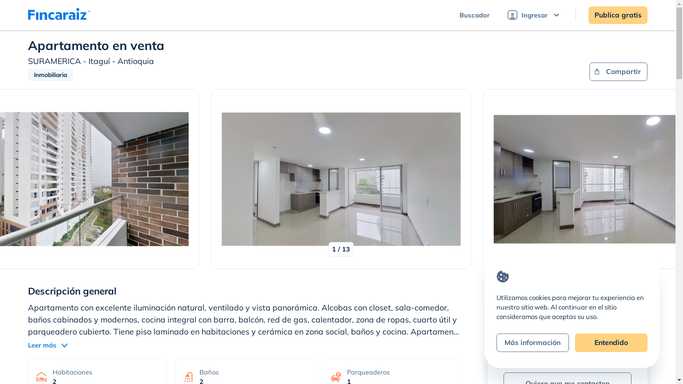 Fincaraiz
Buscador
Ingresar
Publica gratis
Apartamento en venta
SURAMERICA - Itaguí - Antioquia
Inmobiliaria
Compartir
1 / 13
Descripción general
Apartamento con excelente iluminación natural, ventilado y vista panorámica. Alcobas con closet, sala-comedor,
baños cabinados y modernos, cocina integral con barra, balcón, red de gas, calentador, zona de ropas, cuarto útil y
parqueadero cubierto. Tiene piso laminado en habitaciones y cerámica en zona social, baños y cocina. Apartamen...
Leer más
Habitaciones
2
Baños
2
Parqueaderos
1
Utilizamos cookies para mejorar tu experiencia en
nuestro sitio web. Al continuar en el sitio
consideramos que aceptas su uso.
Más información
Entendido
Quiero que me contacten